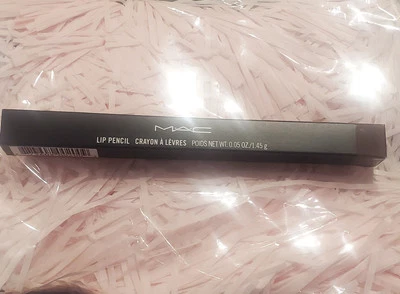 MAC
LIP PENCIL CRAYON À LÈVRES POIDS NET WT. 0.05 OZ./1.45 g